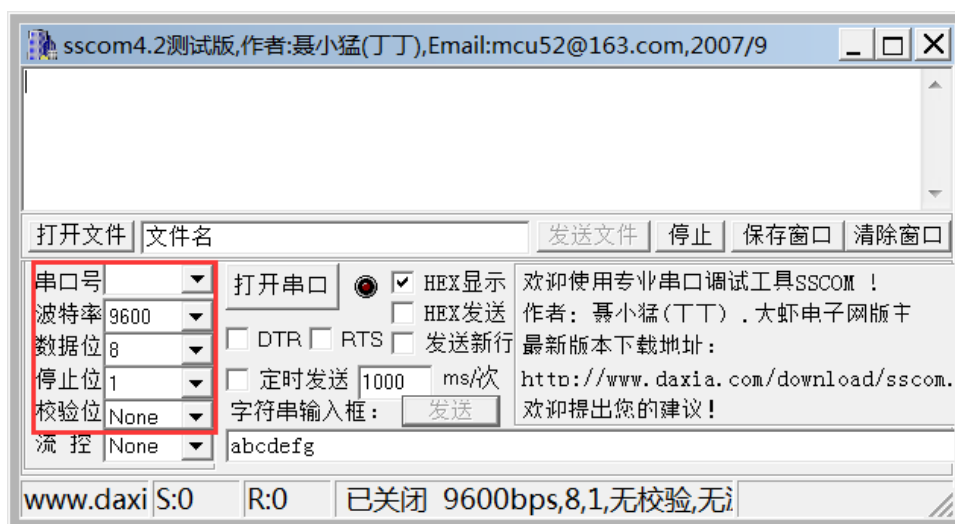 sscom4.2测试版,作者:聂小猛(丁丁),Email:mcu52@163.com,2007/9
打开文件 文件名 发送文件 停止 保存窗口 清除窗口
串口号 打开串口 HEX显示 欢迎使用专业串口调试工具SSCOM !
波特率 9600 HEX发送 作者: 聂小猛(丁丁) .大虾电子网版主
数据位 8 DTR RTS 发送新行 最新版本下载地址:
停止位 1 定时发送 1000 ms/次 http://www.daxia.com/download/sscom.
校验位 None 字符串输入框: 发送 欢迎提出您的建议!
流 控 None abcdefg
www.daxi S:0 R:0 已关闭 9600bps,8,1,无校验,无